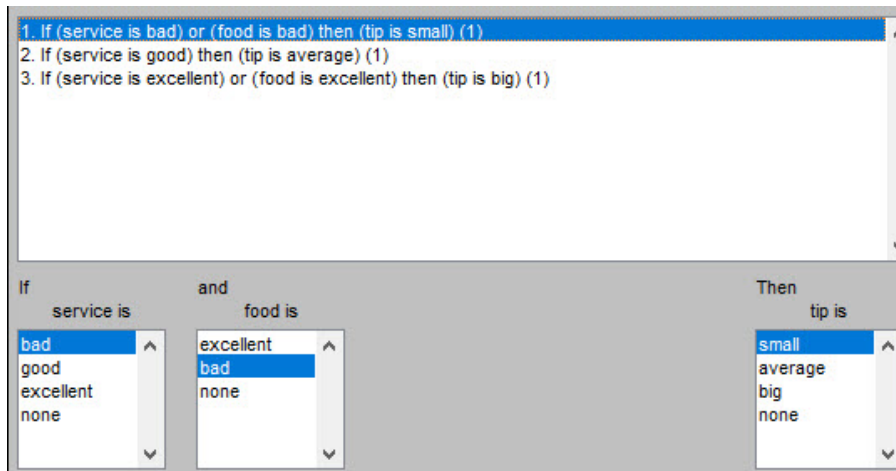 1. If (service is bad) or (food is bad) then (tip is small) (1)
2. If (service is good) then (tip is average) (1)
3. If (service is excellent) or (food is excellent) then (tip is big) (1)
If
service is
bad
good
excellent
none
and
food is
excellent
bad
none
Then
tip is
small
average
big
none